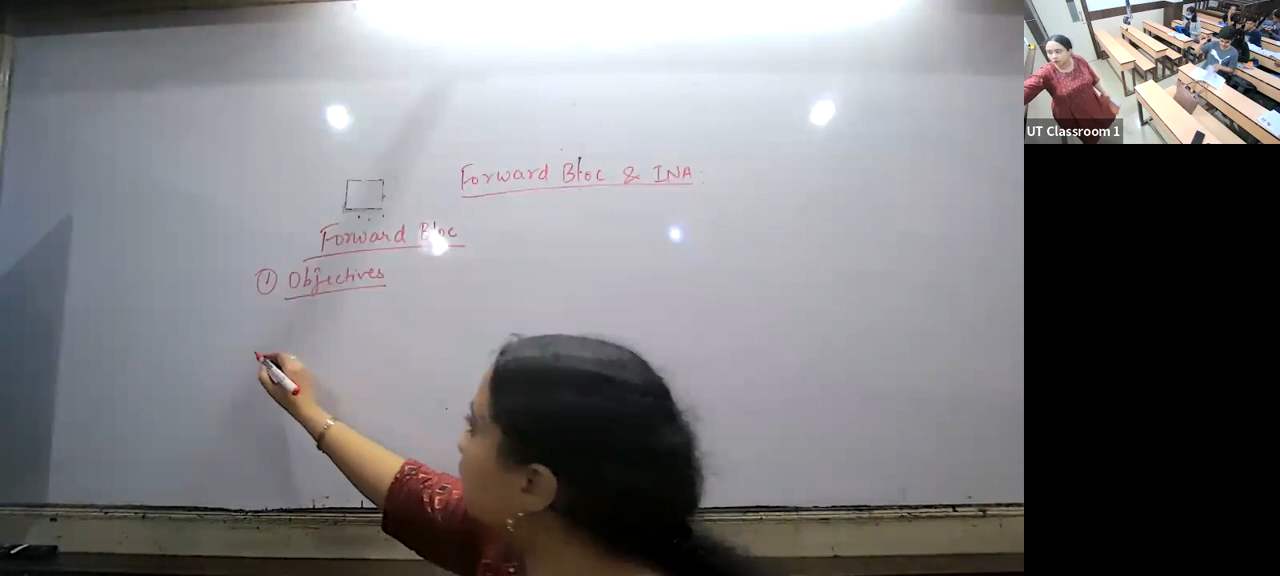 Forward Bloc & INA:
Forward Bloc
① Objectives
UT Classroom 1